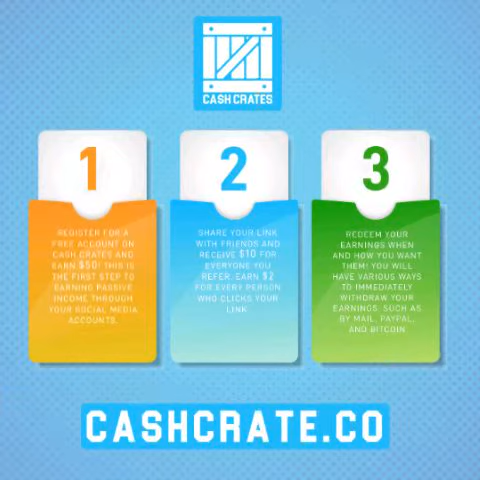 CASH CRATES
1
REGISTER FOR A
FREE ACCOUNT ON
CASH CRATES AND
EARN $50! THIS IS
THE FIRST STEP TO
EARNING PASSIVE
INCOME THROUGH
YOUR SOCIAL MEDIA
ACCOUNTS.
2
SHARE YOUR LINK
WITH FRIENDS AND
RECEIVE $10 FOR
EVERYONE YOU
REFER. EARN $2
FOR EVERY PERSON
WHO CLICKS YOUR
LINK.
3
REDEEM YOUR
EARNINGS WHEN
AND HOW YOU WANT
THEM! YOU WILL
HAVE VARIOUS WAYS
TO IMMEDIATELY
WITHDRAW YOUR
EARNINGS, SUCH AS
BY MAIL, PAYPAL,
AND BITCOIN
CASHCRATE.CO